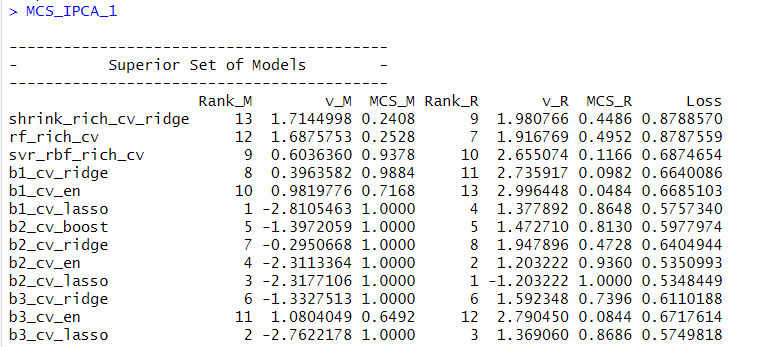 > MCS_IPCA_1
------------------------------------------
-          Superior Set of Models        -
------------------------------------------
                     Rank_M        v_M  MCS_M Rank_R       v_R  MCS_R      Loss
shrink_rich_cv_ridge     13  1.7144998 0.2408      9  1.980766 0.4486 0.8788570
rf_rich_cv               12  1.6875753 0.2528      7  1.916769 0.4952 0.8787559
svr_rbf_rich_cv           9  0.6036360 0.9378     10  2.655074 0.1166 0.6874654
b1_cv_ridge               8  0.3963582 0.9884     11  2.735917 0.0982 0.6640086
b1_cv_en                 10  0.9819776 0.7168     13  2.996448 0.0484 0.6685103
b1_cv_lasso               1 -2.8105463 1.0000      4  1.377892 0.8648 0.5757340
b2_cv_boost               5 -1.3972059 1.0000      5  1.472710 0.8130 0.5977974
b2_cv_ridge               7 -0.2950668 1.0000      8  1.947896 0.4728 0.6404944
b2_cv_en                  4 -2.3113364 1.0000      2  1.203222 0.9360 0.5350993
b2_cv_lasso               3 -2.3177106 1.0000      1 -1.203222 1.0000 0.5348449
b3_cv_ridge               6 -1.3327513 1.0000      6  1.592348 0.7396 0.6110188
b3_cv_en                 11  1.0804049 0.6492     12  2.790450 0.0844 0.6717614
b3_cv_lasso               2 -2.7622178 1.0000      3  1.369060 0.8686 0.5749818